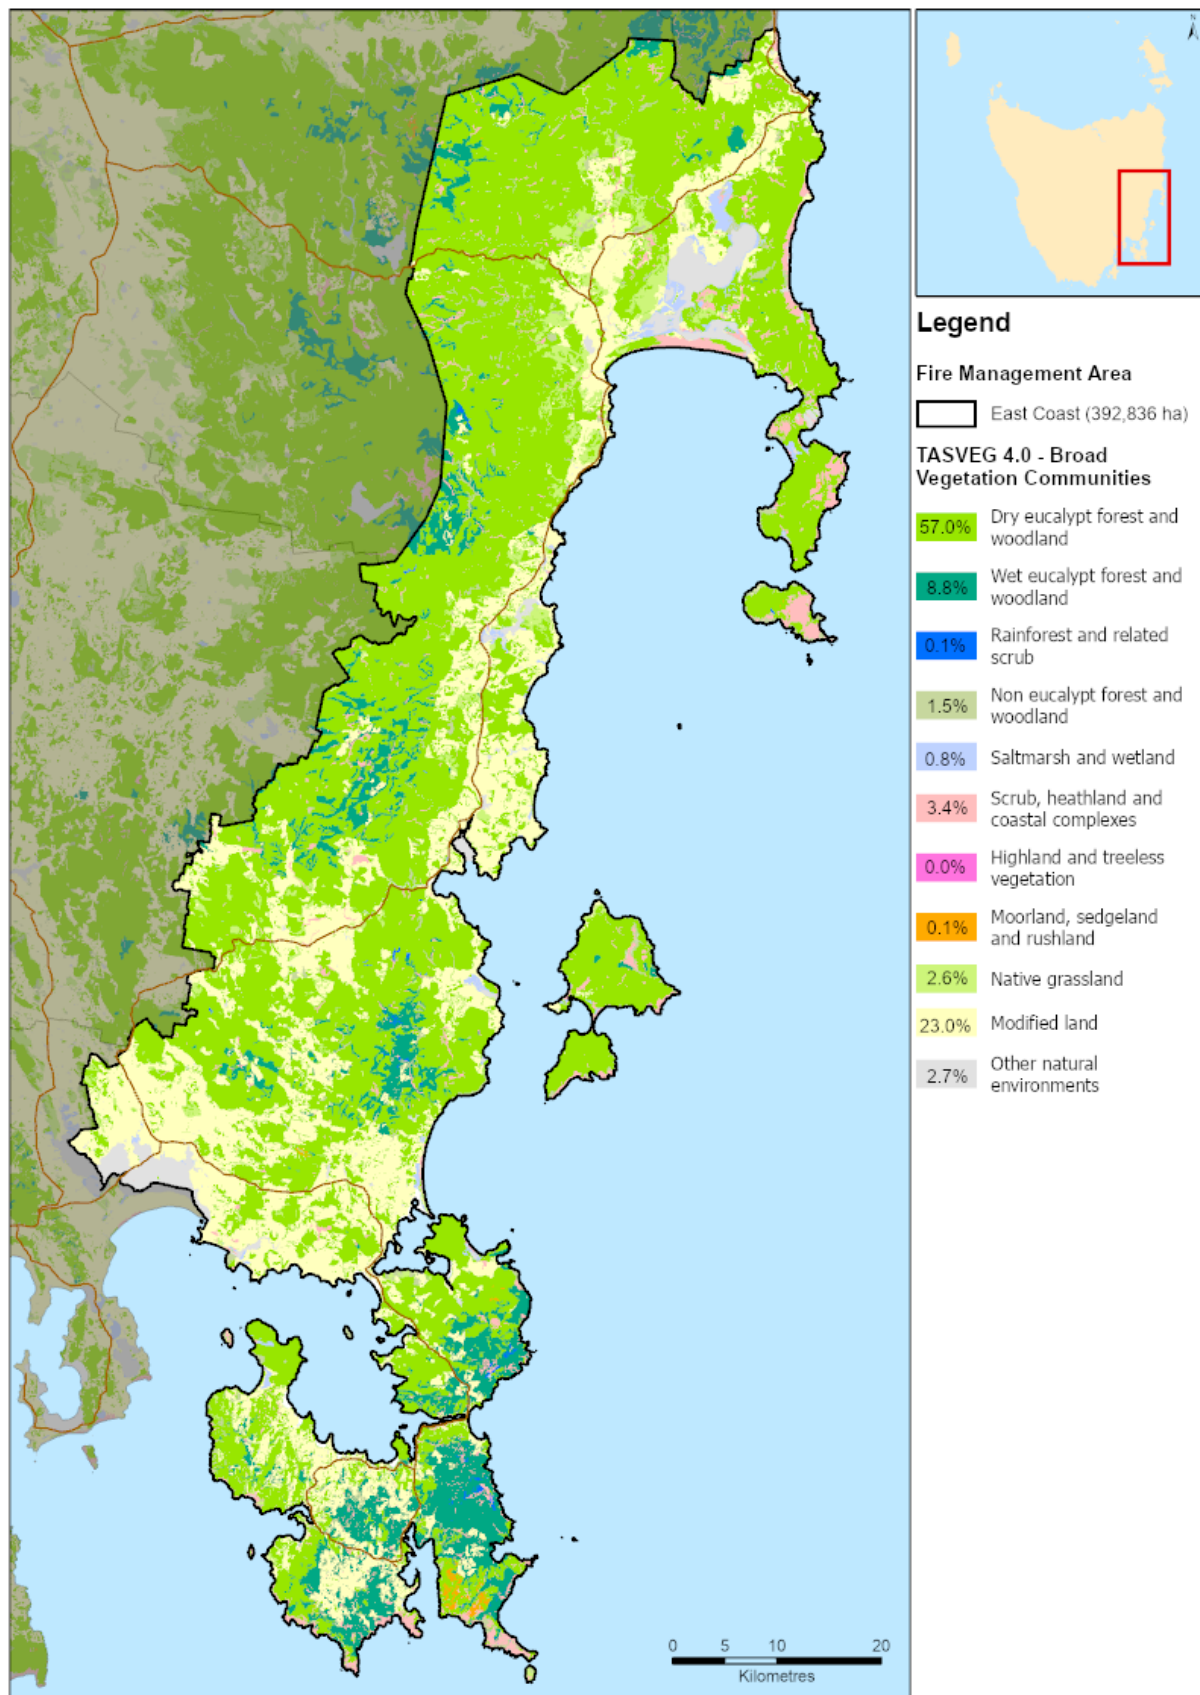 N
Legend
Fire Management Area
East Coast (392,836 ha)
TASVEG 4.0 - Broad
Vegetation Communities
57.0%
Dry eucalypt forest and
woodland
8.8%
Wet eucalypt forest and
woodland
0.1%
Rainforest and related
scrub
1.5%
Non eucalypt forest and
woodland
0.8%
Saltmarsh and wetland
3.4%
Scrub, heathland and
coastal complexes
0.0%
Highland and treeless
vegetation
0.1%
Moorland, sedgeland
and rushland
2.6%
Native grassland
23.0%
Modified land
2.7%
Other natural
environments
0 5 10 20
Kilometres